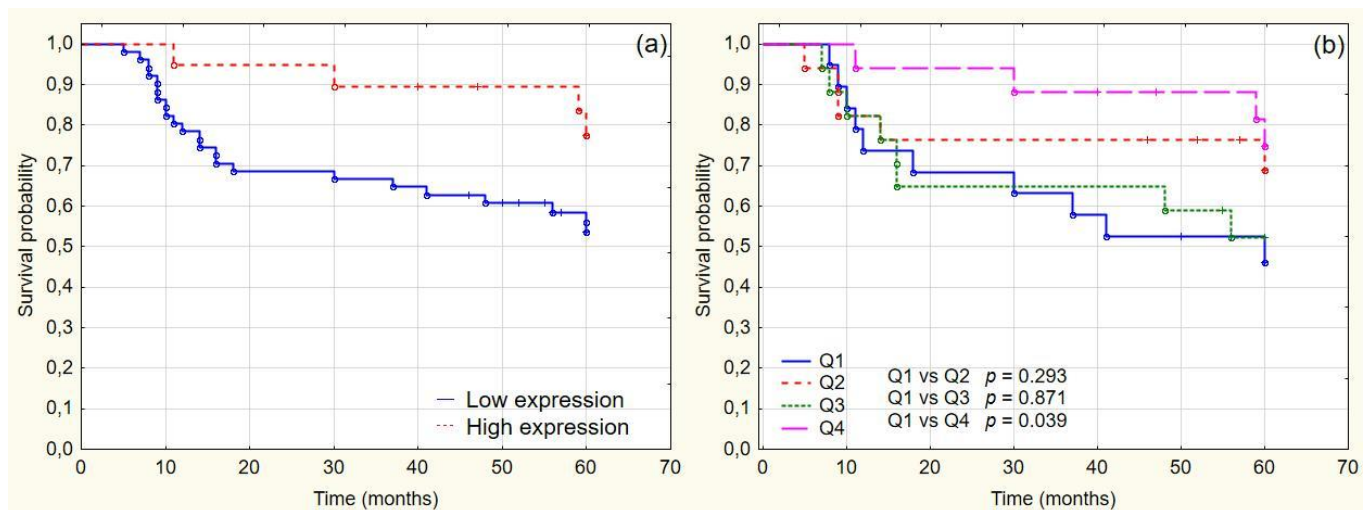 (a)
Survival probability
1,0
0,9
0,8
0,7
0,6
0,5
0,4
0,3
0,2
0,1
0,0
Low expression
High expression
0 10 20 30 40 50 60 70
Time (months)
(b)
Survival probability
1,0
0,9
0,8
0,7
0,6
0,5
0,4
0,3
0,2
0,1
0,0
Q1
Q2
Q3
Q4
Q1 vs Q2 p = 0.293
Q1 vs Q3 p = 0.871
Q1 vs Q4 p = 0.039
0 10 20 30 40 50 60 70
Time (months)